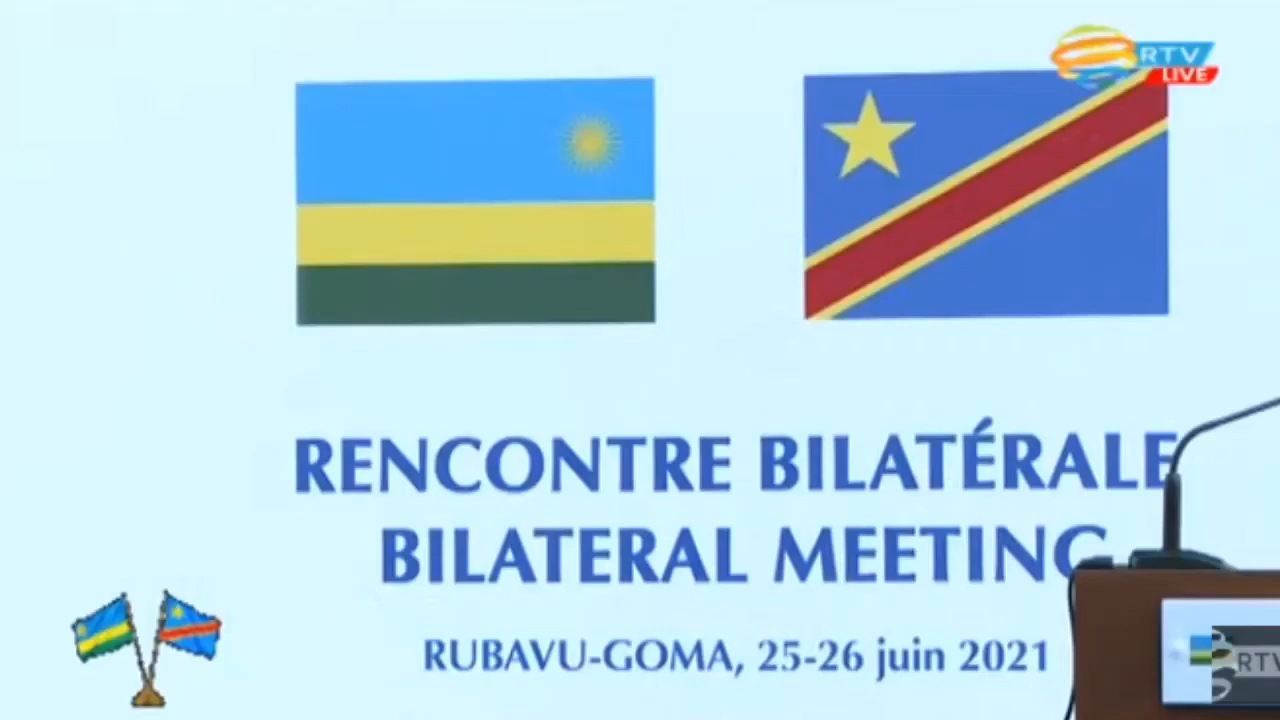 RTV
LIVE
RENCONTRE BILATÉRALE
BILATERAL MEETING
RUBAVU-GOMA, 25-26 juin 2021
RTV